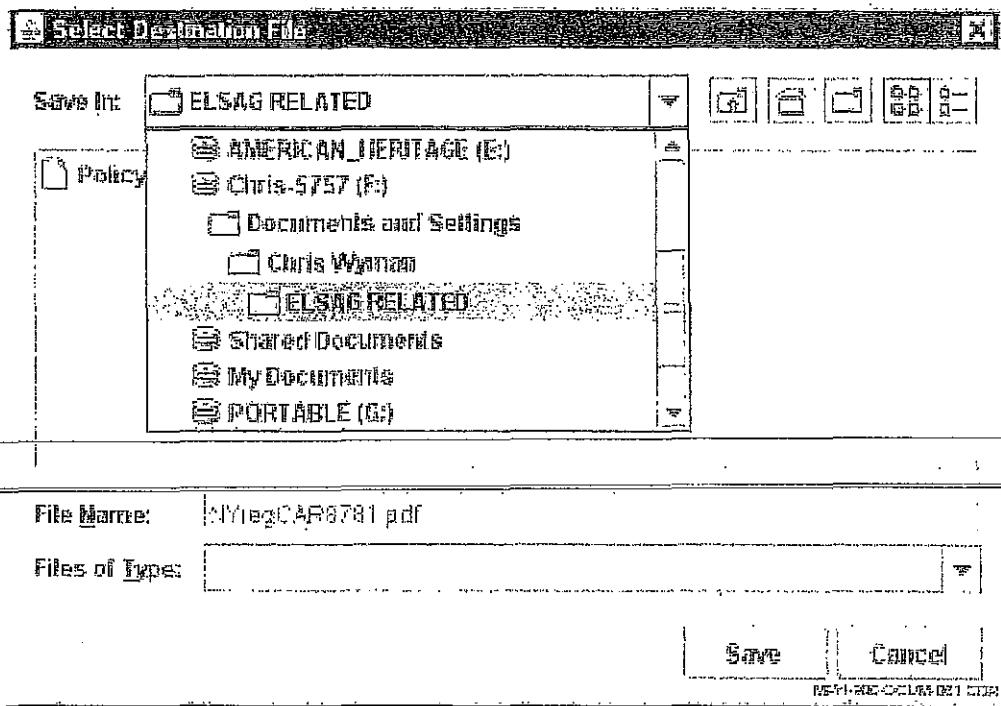 Select Destination File
Save In: ELSAG RELATED
AMERICAN_HERITAGE (E:)
Policy
Chris-5757 (F:)
Documents and Settings
Chris Wyman
ELSAG RELATED
Shared Documents
My Documents
PORTABLE (G:)
File Name: NYregCAR8781.pdf
Files of Type:
Save Cancel